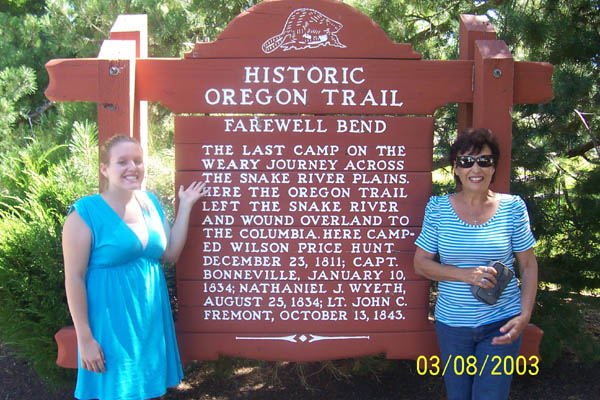 HISTORIC
OREGON TRAIL
FAREWELL BEND
THE LAST CAMP ON THE
WEARY JOURNEY ACROSS
THE SNAKE RIVER PLAINS.
HERE THE OREGON TRAIL
LEFT THE SNAKE RIVER
AND WOUND OVERLAND TO
THE COLUMBIA. HERE CAMP-
ED WILSON PRICE HUNT
DECEMBER 23, 1811; CAPT.
BONNEVILLE, JANUARY 10,
1834; NATHANIEL J. WYETH,
AUGUST 25, 1834; LT. JOHN C.
FREMONT, OCTOBER 13, 1843.
03/08/2003